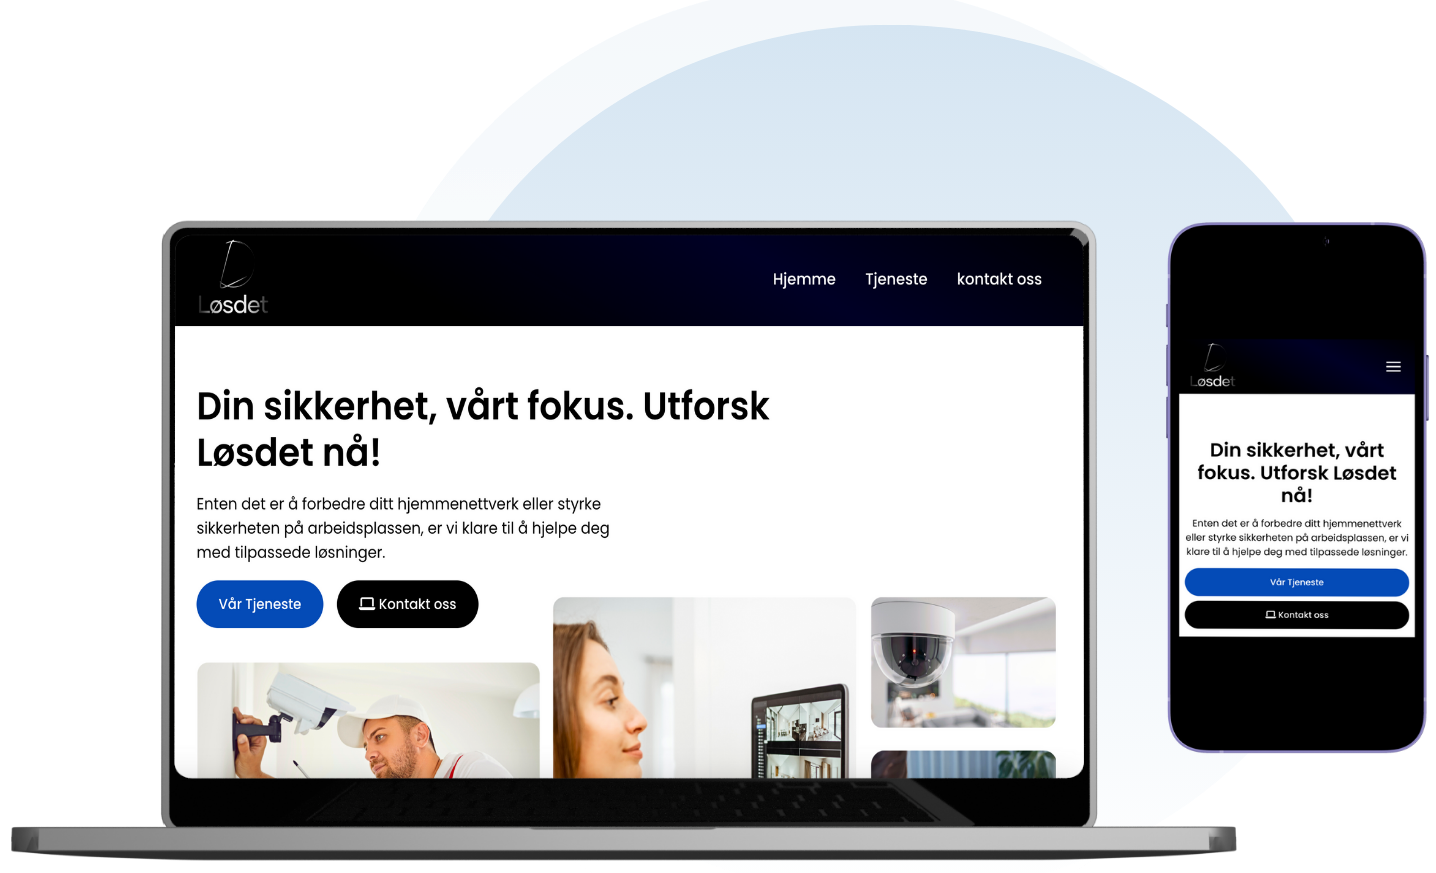 Løsdet
Hjemme Tjeneste kontakt oss
Din sikkerhet, vårt fokus. Utforsk
Løsdet nå!
Enten det er å forbedre ditt hjemmenettverk eller styrke
sikkerheten på arbeidsplassen, er vi klare til å hjelpe deg
med tilpassede løsninger.
Vår Tjeneste
Kontakt oss
Løsdet
Din sikkerhet, vårt
fokus. Utforsk Løsdet
nå!
Enten det er å forbedre ditt hjemmenettverk
eller styrke sikkerheten på arbeidsplassen, er vi
klare til å hjelpe deg med tilpassede løsninger.
Vår Tjeneste
Kontakt oss